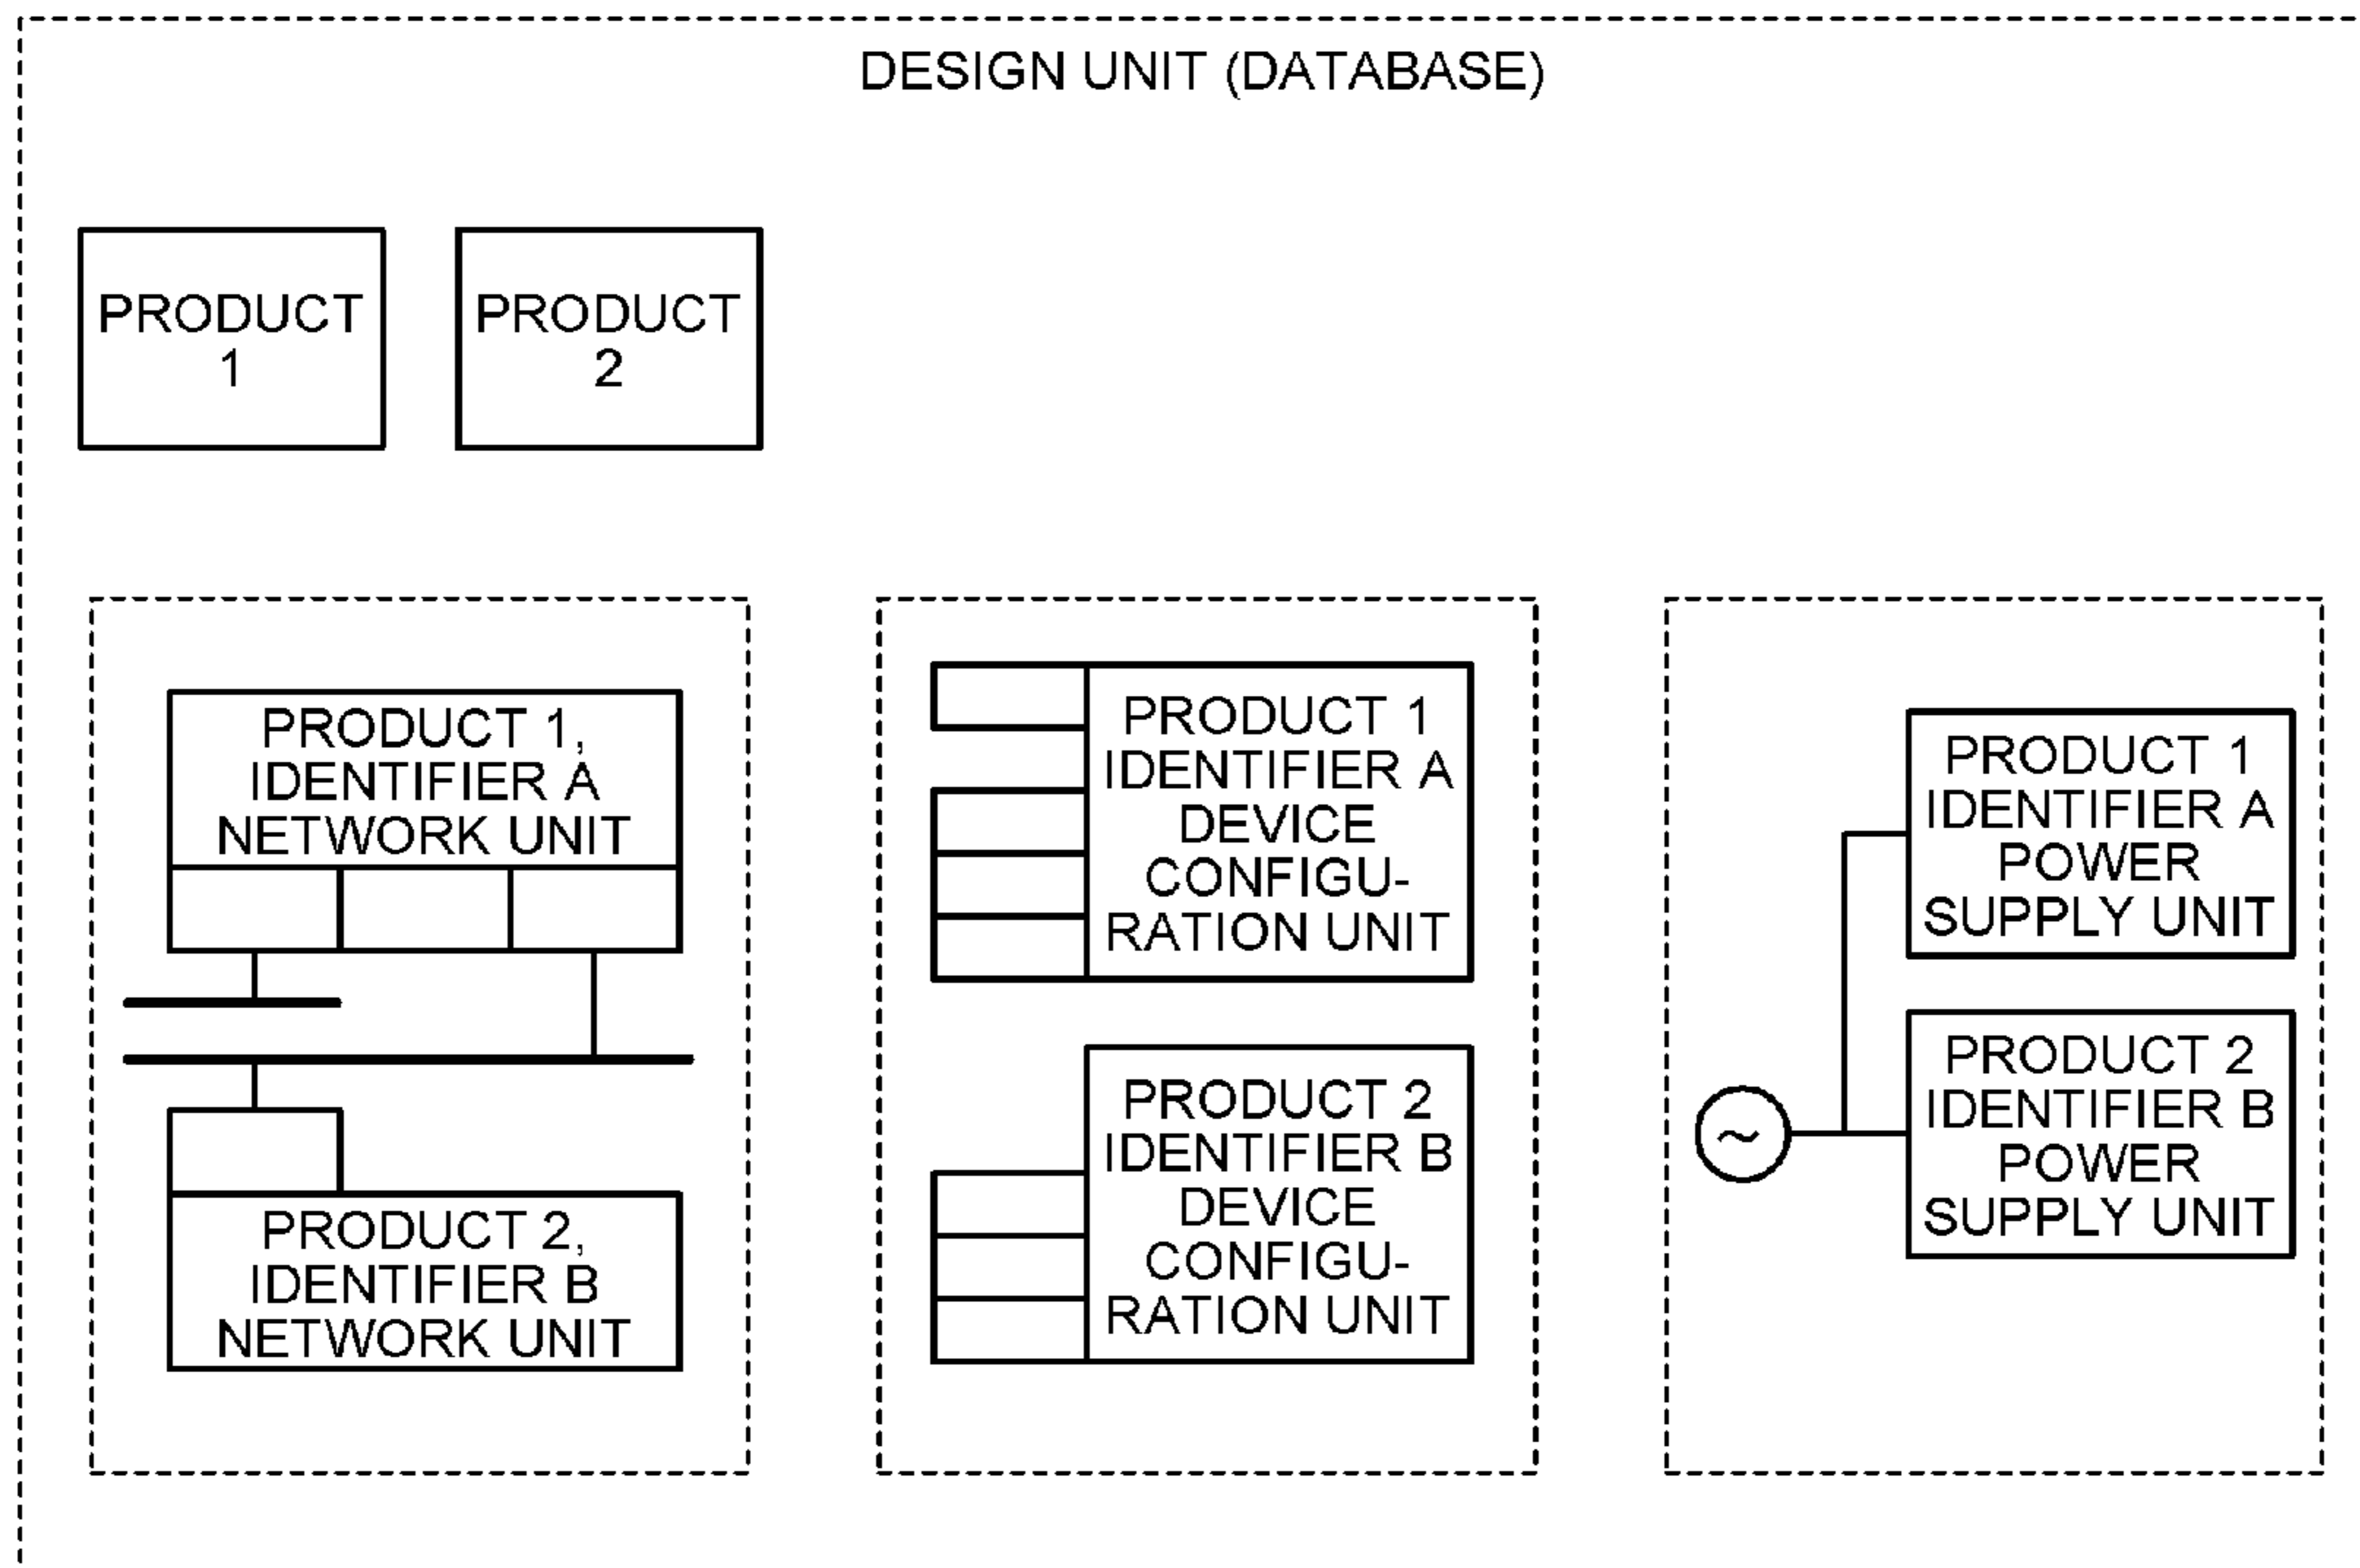 DESIGN UNIT (DATABASE)
PRODUCT
1
PRODUCT
2
PRODUCT 1,
IDENTIFIER A
NETWORK UNIT
PRODUCT 2,
IDENTIFIER B
NETWORK UNIT
PRODUCT 1
IDENTIFIER A
DEVICE
CONFIGU-
RATION UNIT
PRODUCT 2
IDENTIFIER B
DEVICE
CONFIGU-
RATION UNIT
PRODUCT 1
IDENTIFIER A
POWER
SUPPLY UNIT
~
PRODUCT 2
IDENTIFIER B
POWER
SUPPLY UNIT